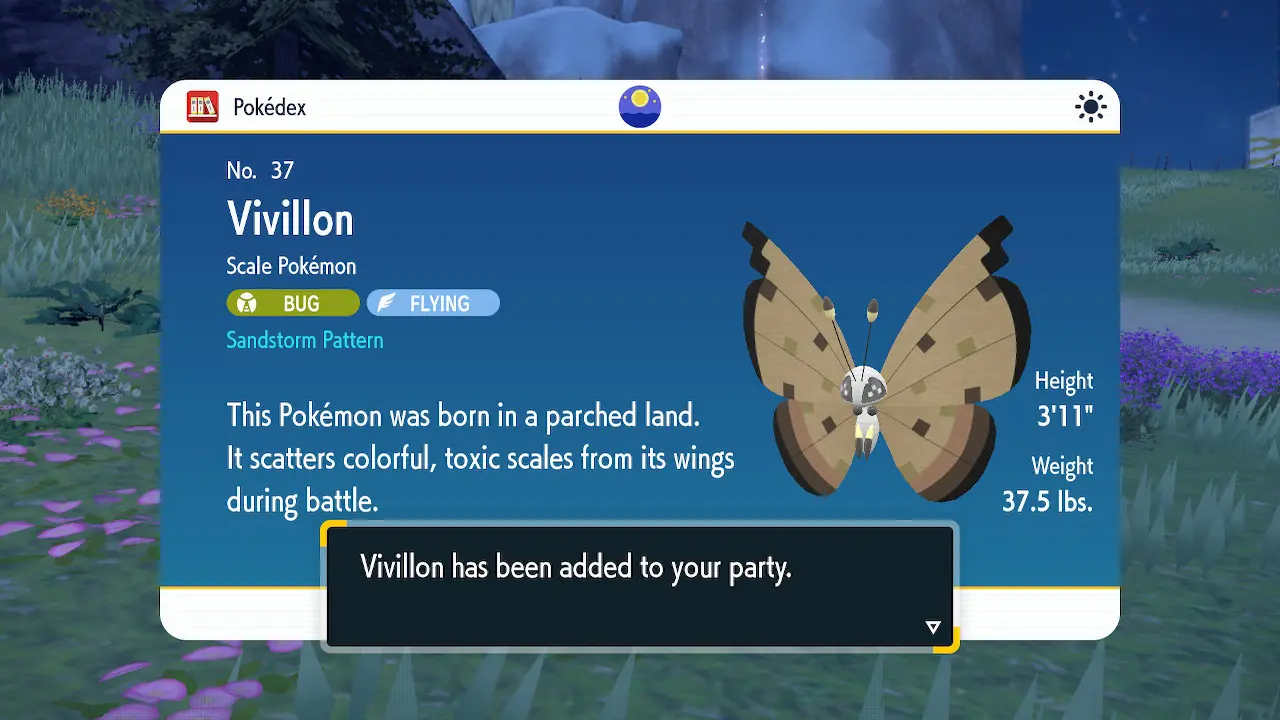 Pokédex
No. 37
Vivillon
Scale Pokémon
BUG FLYING
Sandstorm Pattern
This Pokémon was born in a parched land.
It scatters colorful, toxic scales from its wings
during battle.
Height
3'11"
Weight
37.5 lbs.
Vivillon has been added to your party.